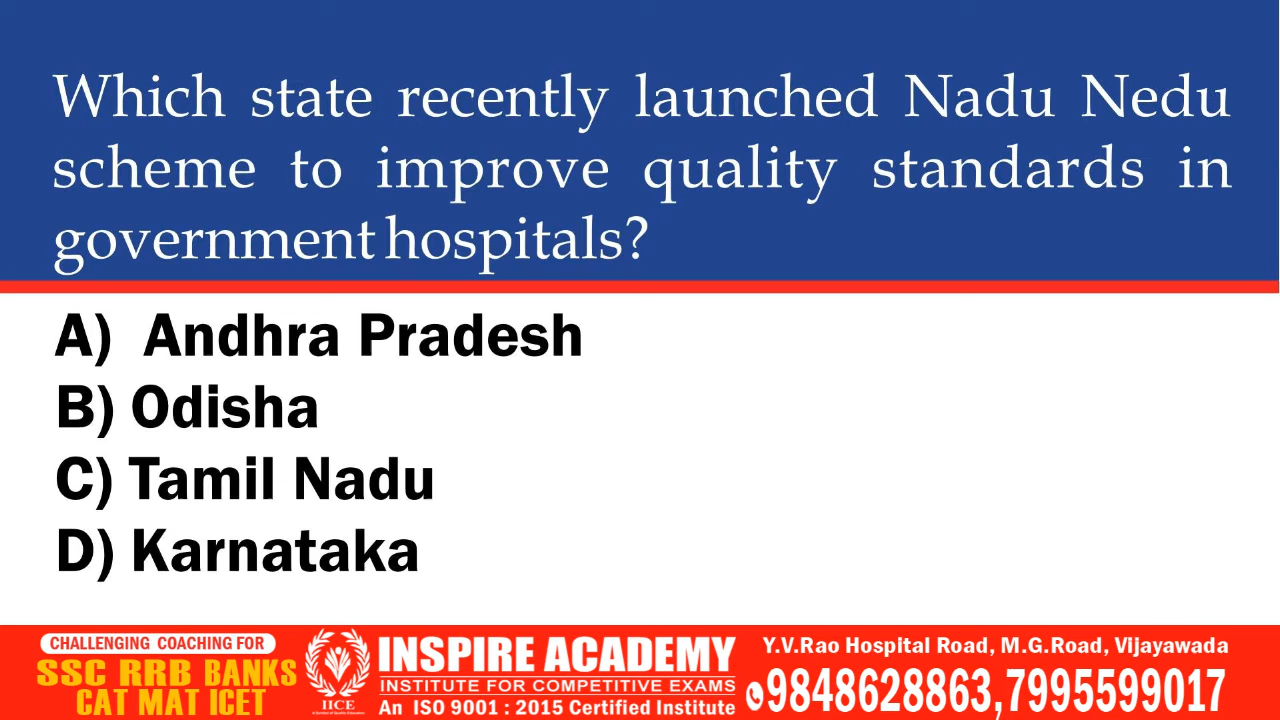 Which state recently launched Nadu Nedu
scheme to improve quality standards in
government hospitals?
A) Andhra Pradesh
B) Odisha
C) Tamil Nadu
D) Karnataka
CHALLENGING COACHING FOR
SSC RRB BANKS
CAT MAT ICET
IICE
INSPIRE ACADEMY
INSTITUTE FOR COMPETITIVE EXAMS
An ISO 9001 : 2015 Certified Institute
Y.V.Rao Hospital Road, M.G.Road, Vijayawada
9848628863,7995599017